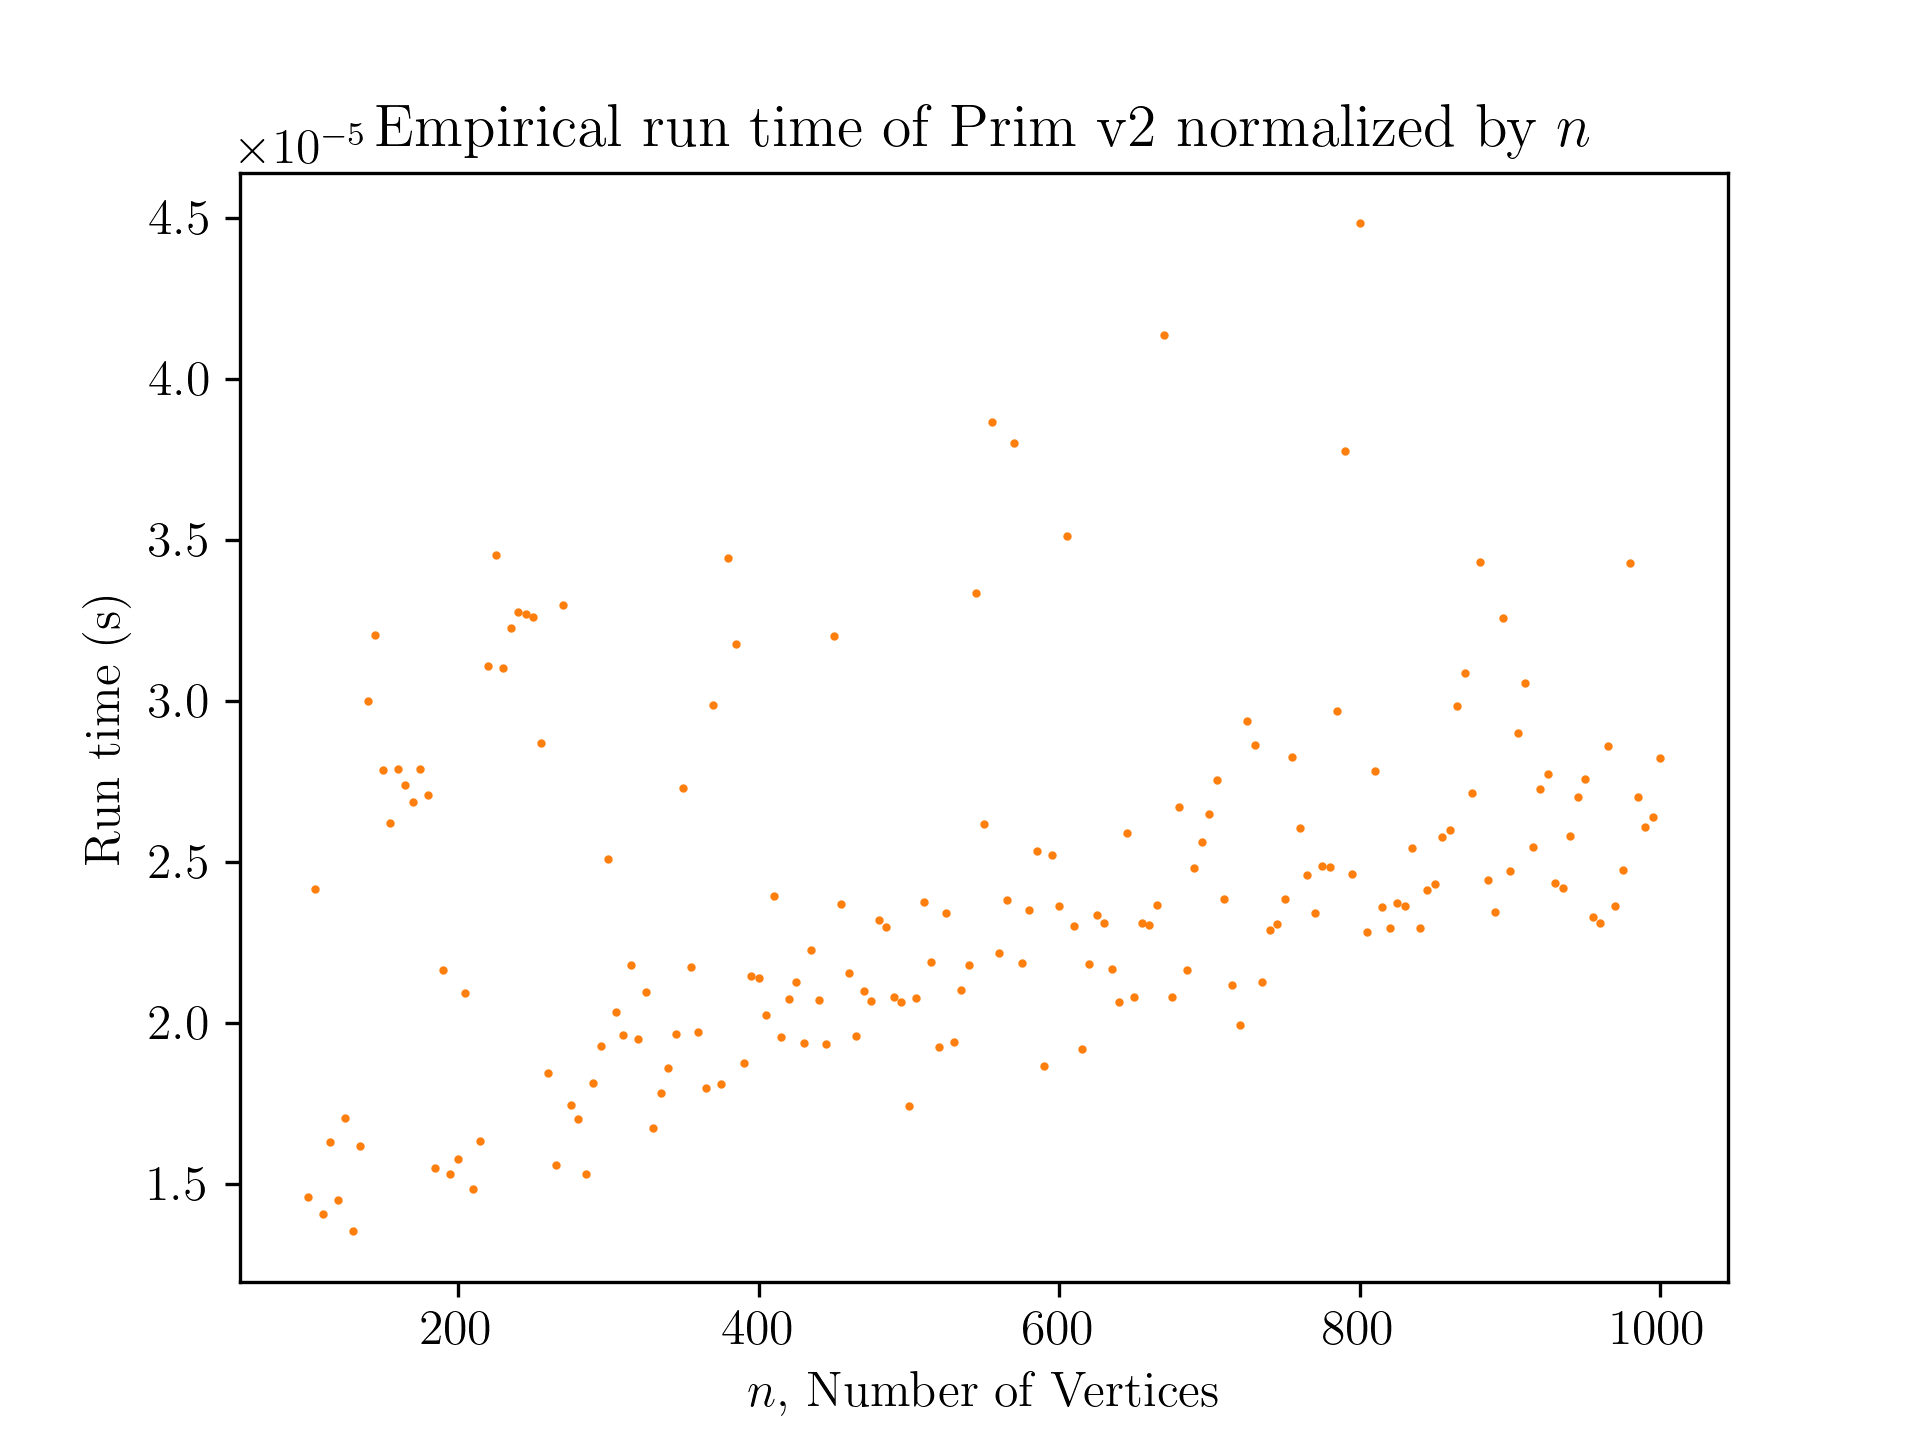 Empirical run time of Prim v2 normalized by n
×10⁻⁵
4.5
4.0
3.5
3.0
2.5
2.0
1.5
Run time (s)
200 400 600 800 1000
n, Number of Vertices